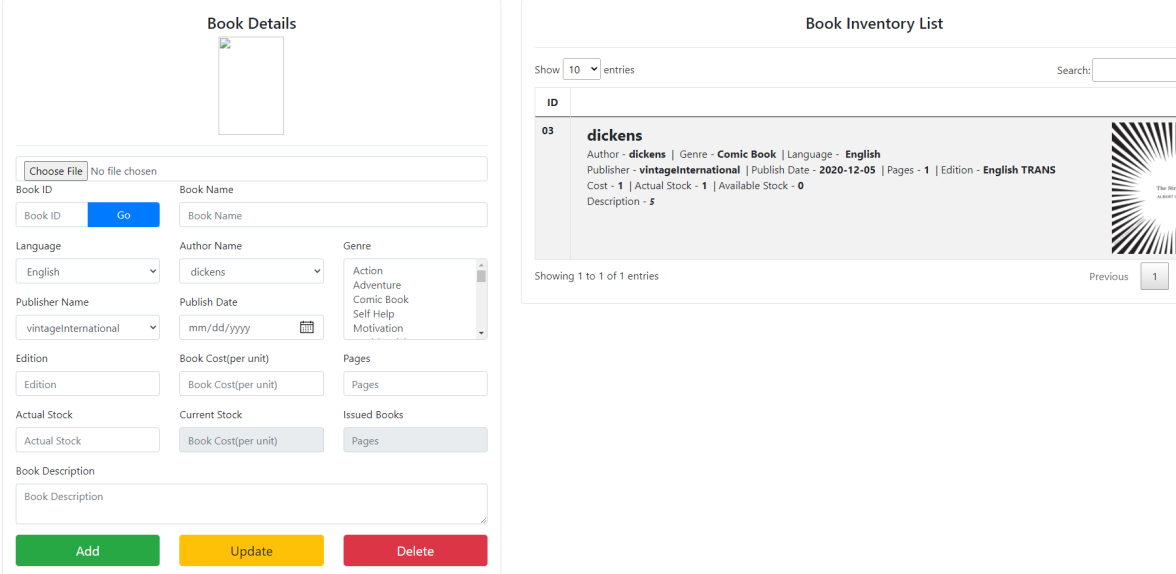 Book Details
Choose File No file chosen
Book ID Book Name
Book ID Go Book Name
Language Author Name Genre
English dickens Action
Adventure
Comic Book
Self Help
Motivation
Publisher Name Publish Date
vintageInternational mm/dd/yyyy
Edition Book Cost(per unit) Pages
Edition Book Cost(per unit) Pages
Actual Stock Current Stock Issued Books
Actual Stock Book Cost(per unit) Pages
Book Description
Book Description
Add Update Delete
Book Inventory List
Show 10 entries Search:
ID
03 dickens
Author - dickens | Genre - Comic Book | Language - English
Publisher - vintageInternational | Publish Date - 2020-12-05 | Pages - 1 | Edition - English TRANS
Cost - 1 | Actual Stock - 1 | Available Stock - 0
Description - 5
Showing 1 to 1 of 1 entries Previous 1